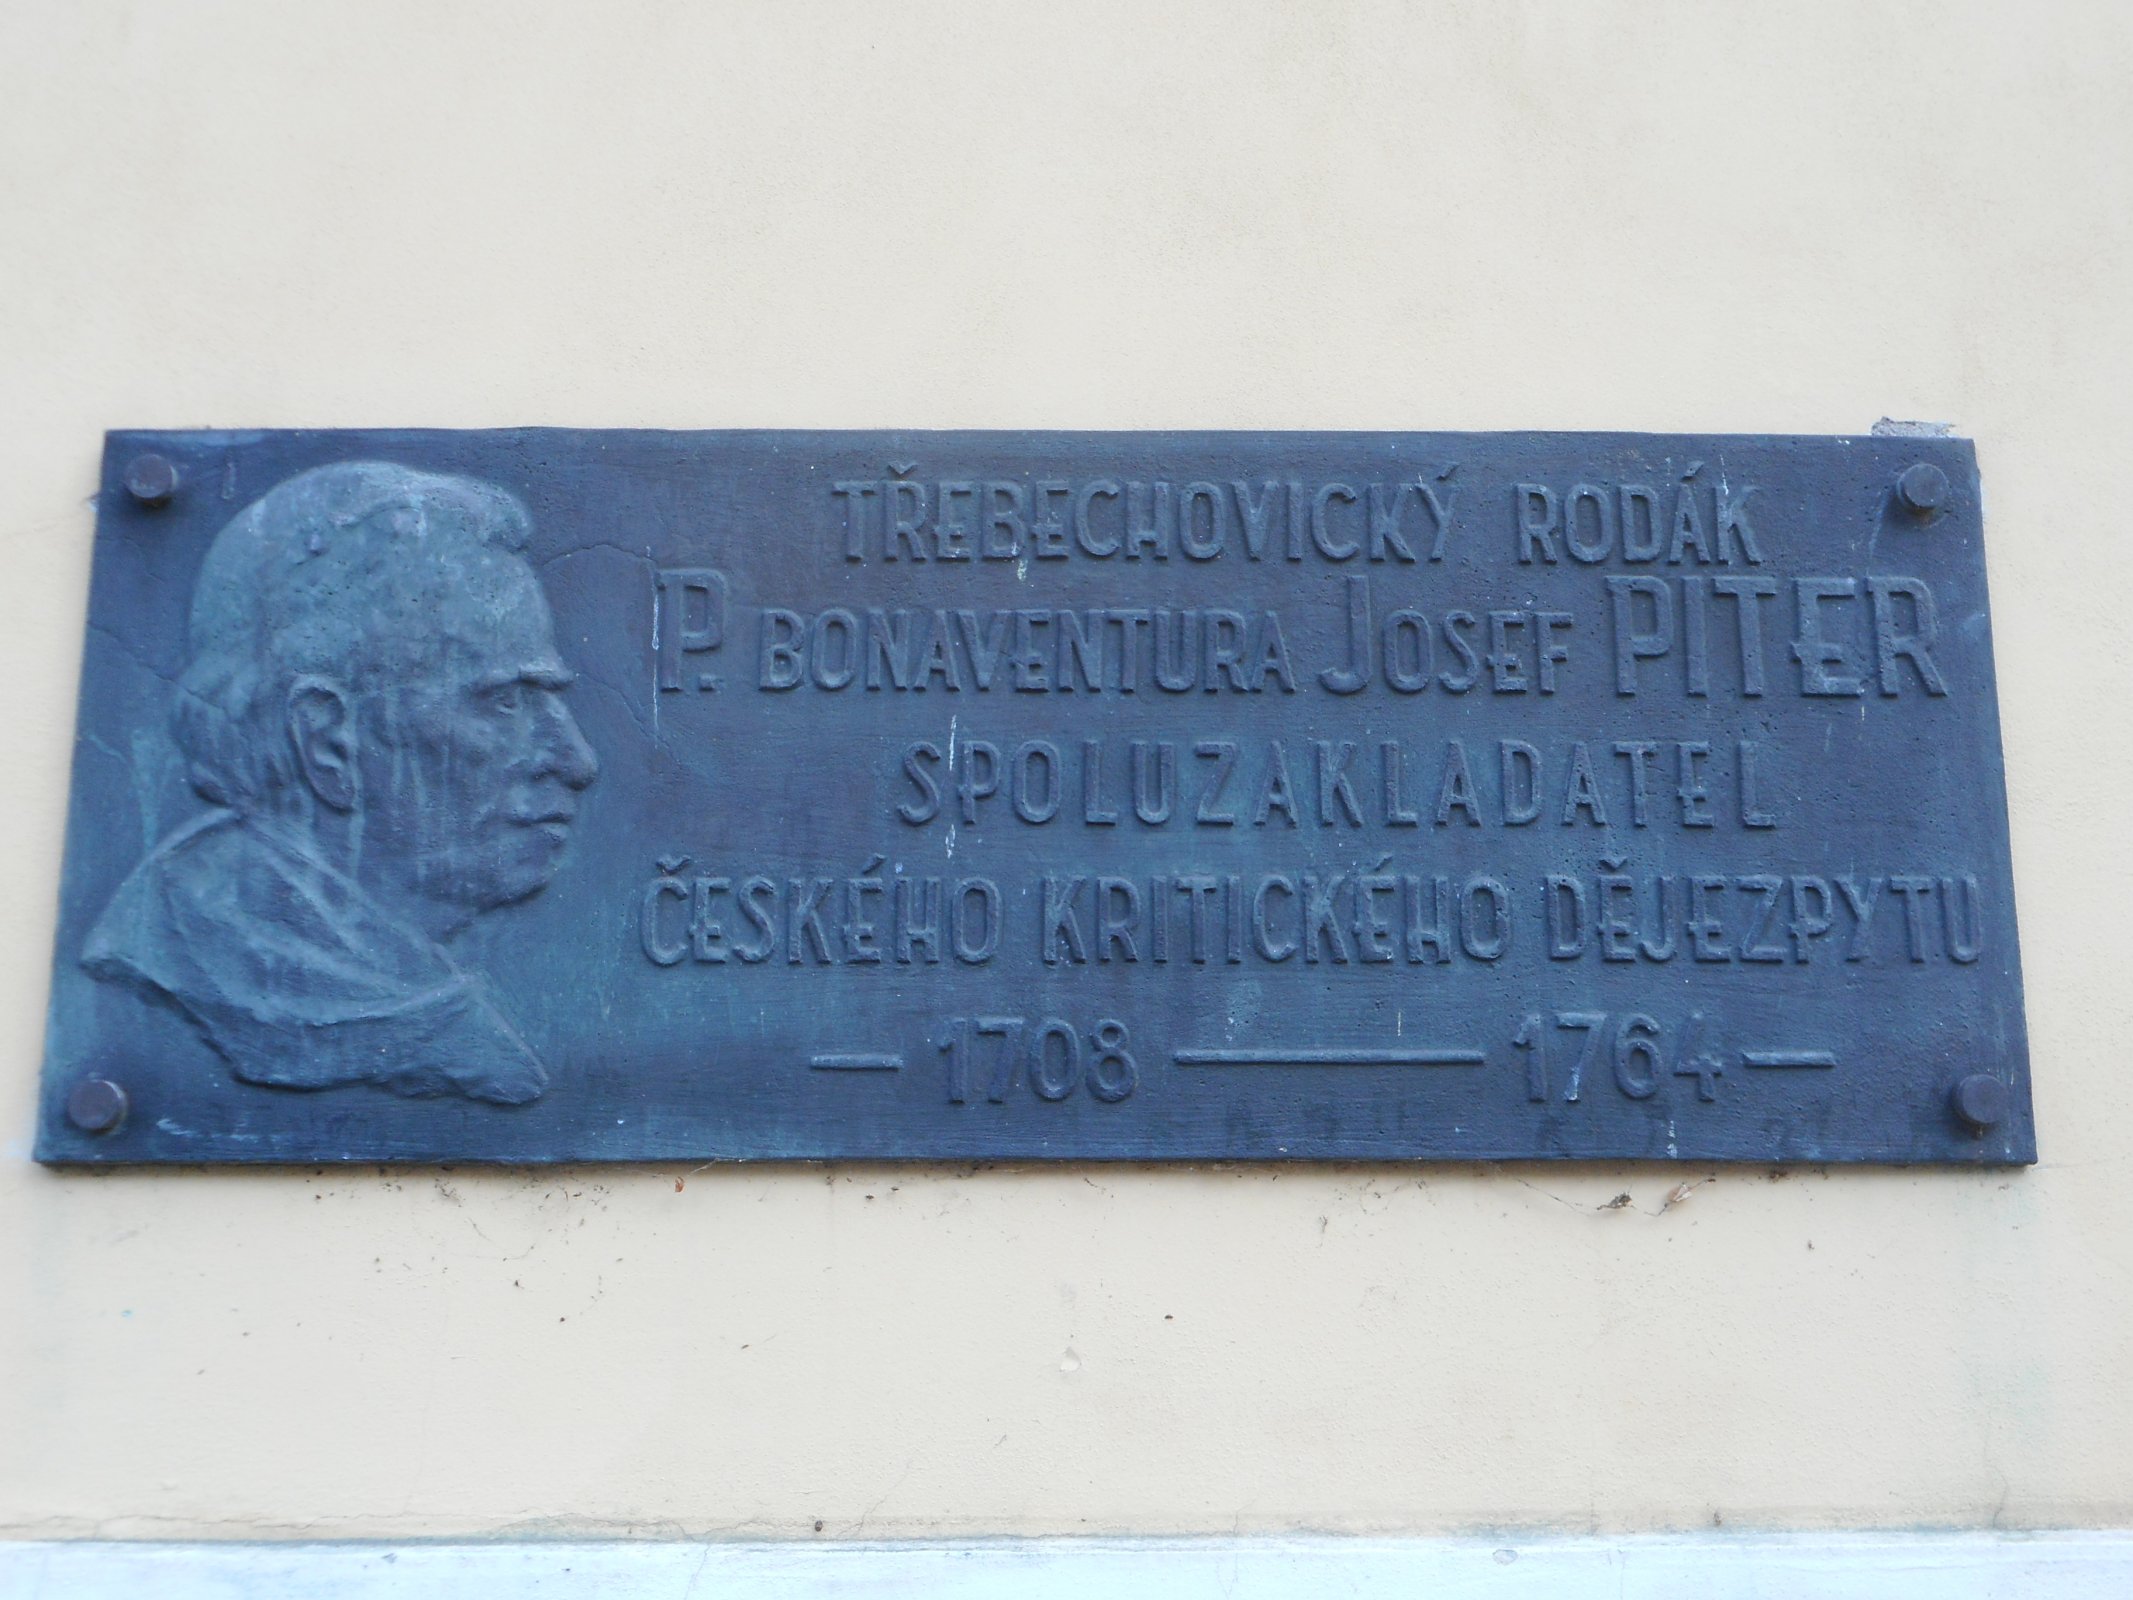 TŘEBECHOVICKÝ RODÁK
P. BONAVENTURA JOSEF PITER
SPOLUZAKLADATEL
ČESKÉHO KRITICKÉHO DĚJEZPYTU
— 1708 —— 1764 —